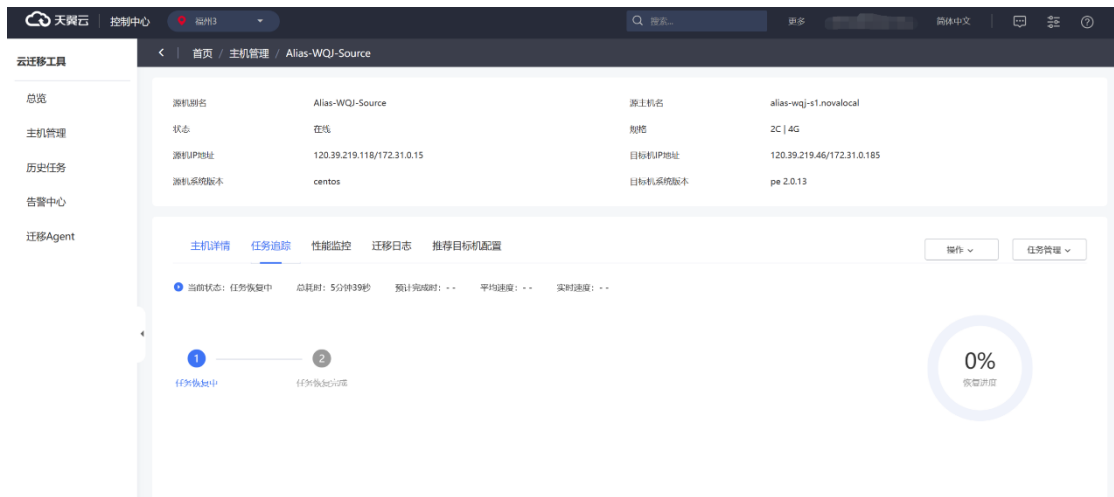 天翼云 控制中心 福州3 搜索... 更多 简体中文
云迁移工具
首页 / 主机管理 / Alias-WQJ-Source
总览
主机管理
历史任务
告警中心
迁移Agent
源机别名 Alias-WQJ-Source 源主机名 alias-wqj-s1.novalocal
状态 在线 规格 2C | 4G
源机IP地址 120.39.219.118/172.31.0.15 目标机IP地址 120.39.219.46/172.31.0.185
源机系统版本 centos 目标机系统版本 pe 2.0.13
主机详情 任务追踪 性能监控 迁移日志 推荐目标机配置 操作 任务管理
当前状态: 任务恢复中 总耗时: 5分钟39秒 预计完成时: - - 平均速度: - - 实时速度: - -
1 2
任务恢复中 任务恢复完成
0%
恢复进度